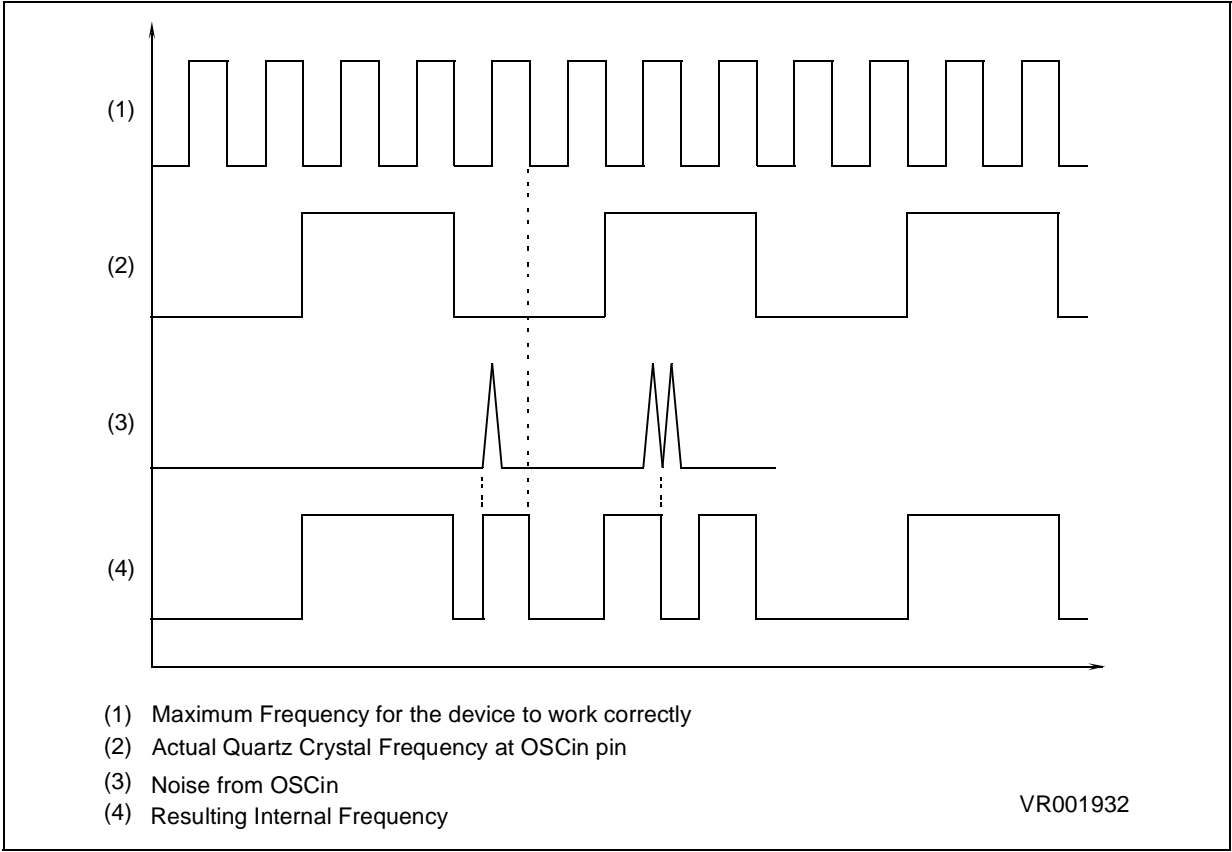 (1)
(2)
(3)
(4)
(1) Maximum Frequency for the device to work correctly
(2) Actual Quartz Crystal Frequency at OSCin pin
(3) Noise from OSCin
(4) Resulting Internal Frequency
VR001932